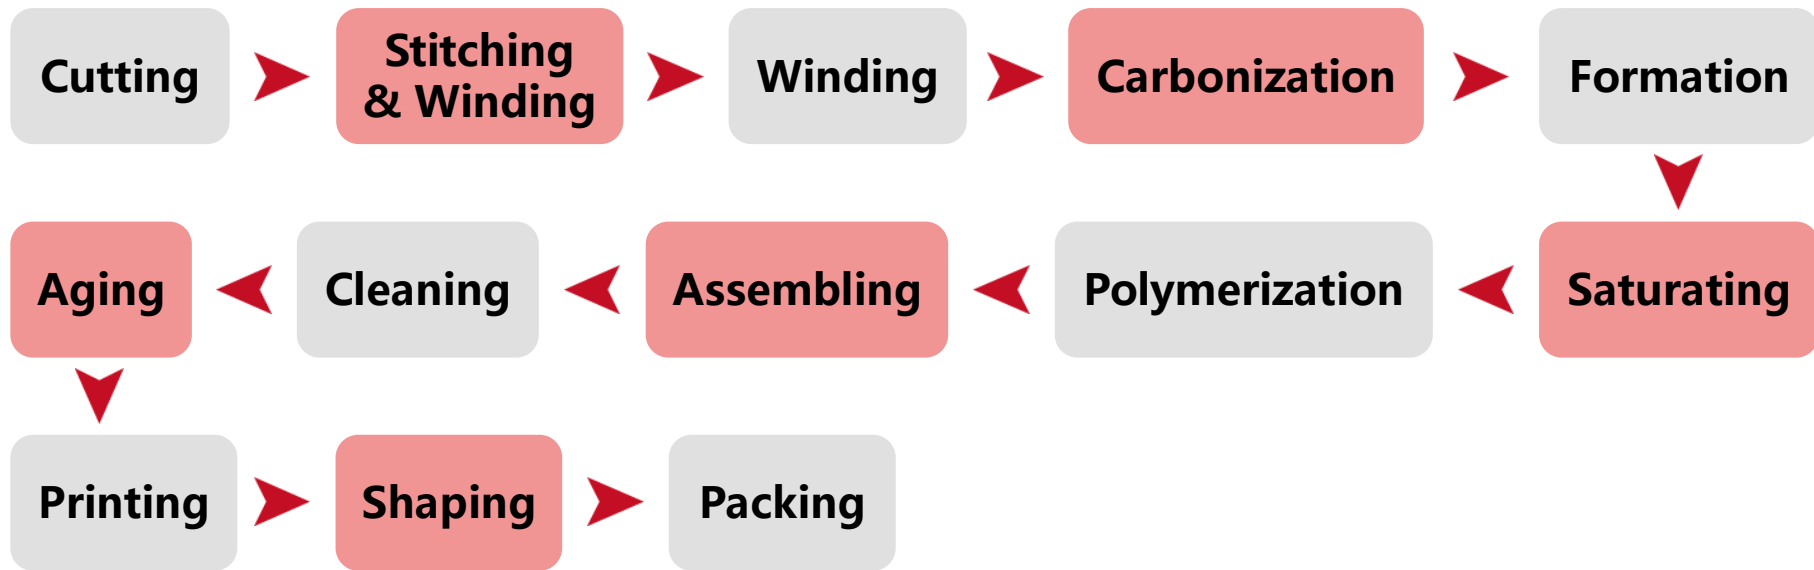 Cutting
Stitching
& Winding
Winding
Carbonization
Formation
Saturating
Polymerization
Assembling
Cleaning
Aging
Printing
Shaping
Packing